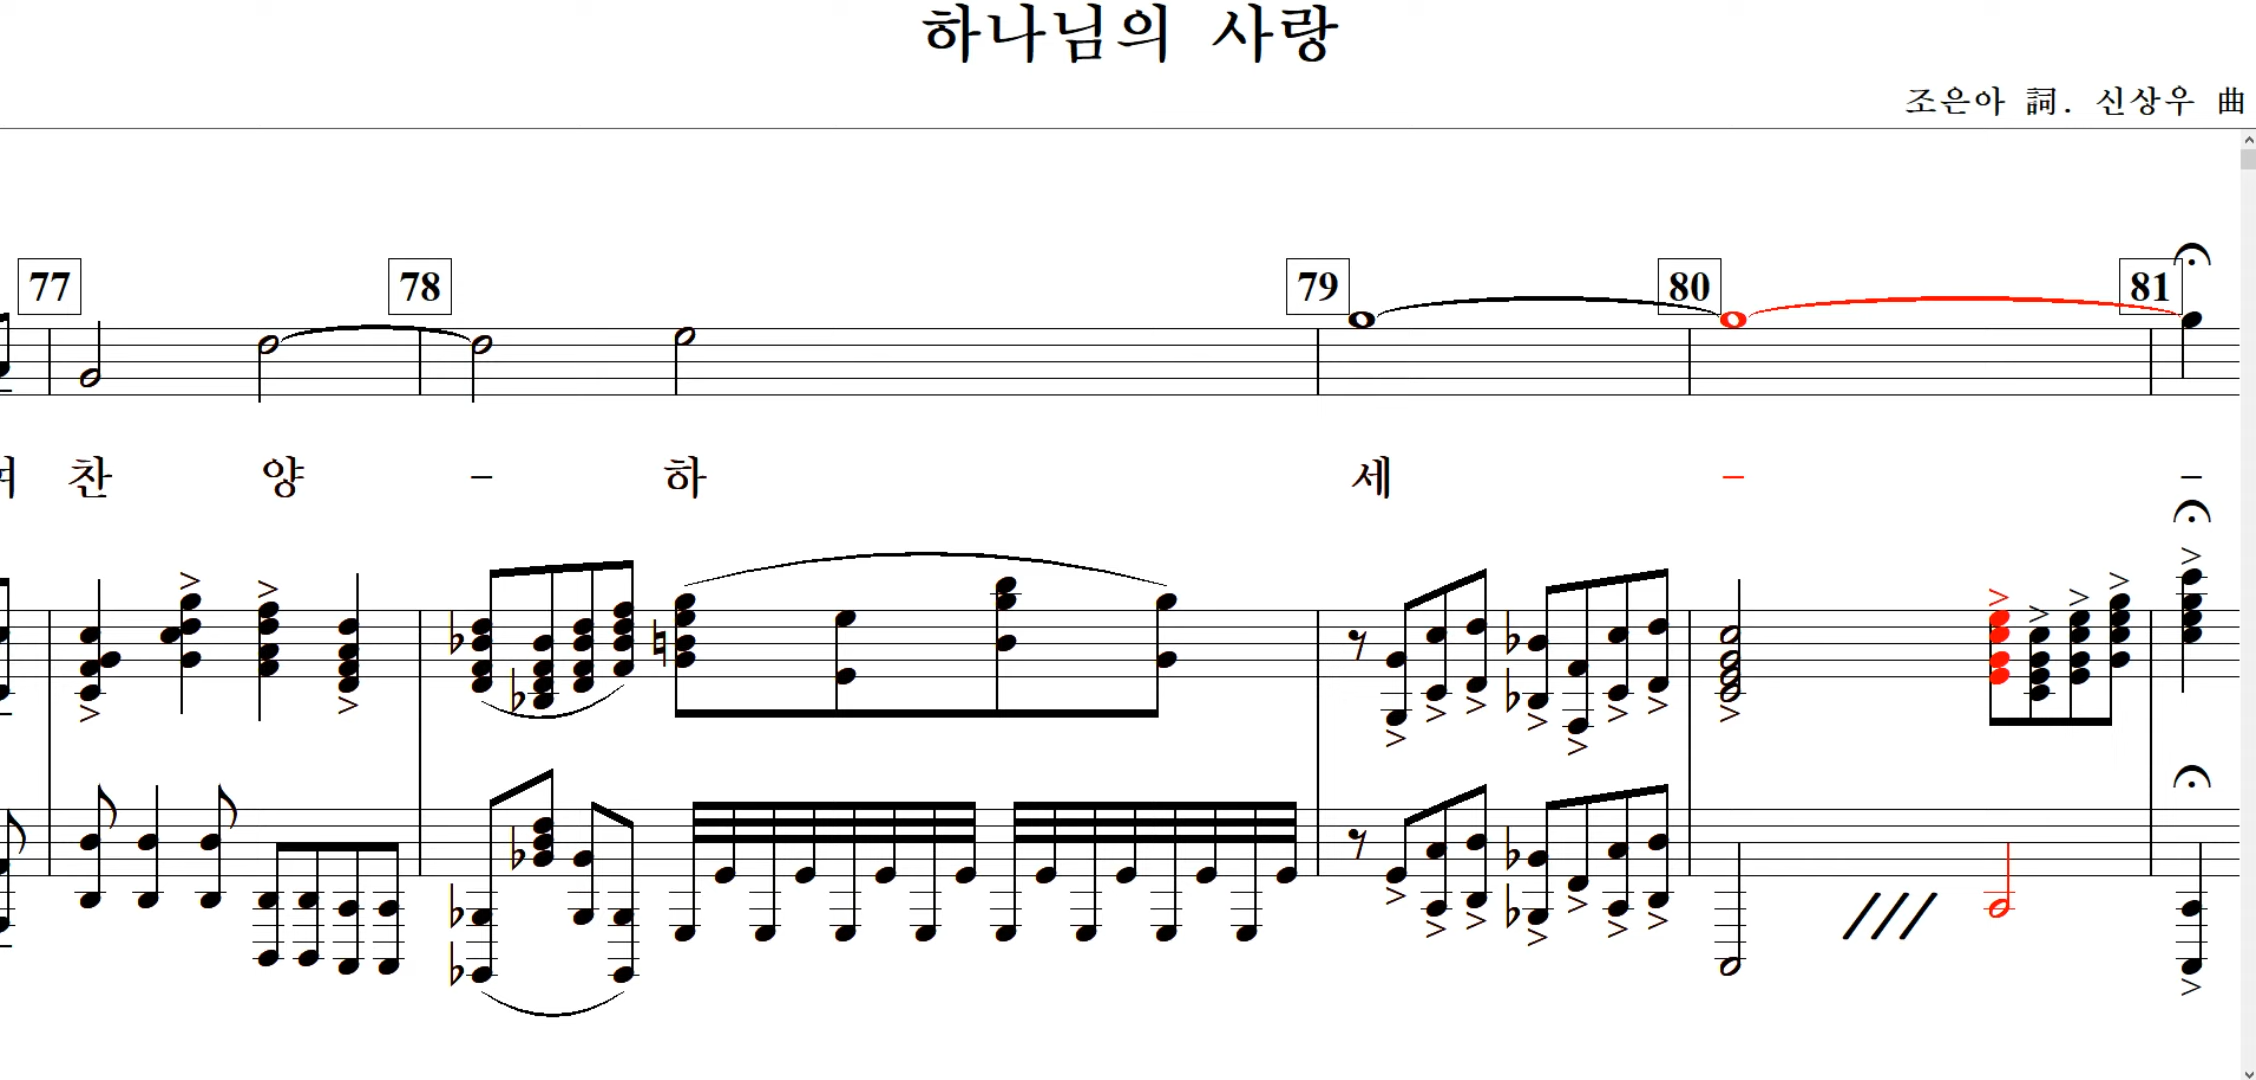 하나님의 사랑
조은아 詞. 신상우 曲
77 78 79 80 81
찬 양 - 하 세 - -